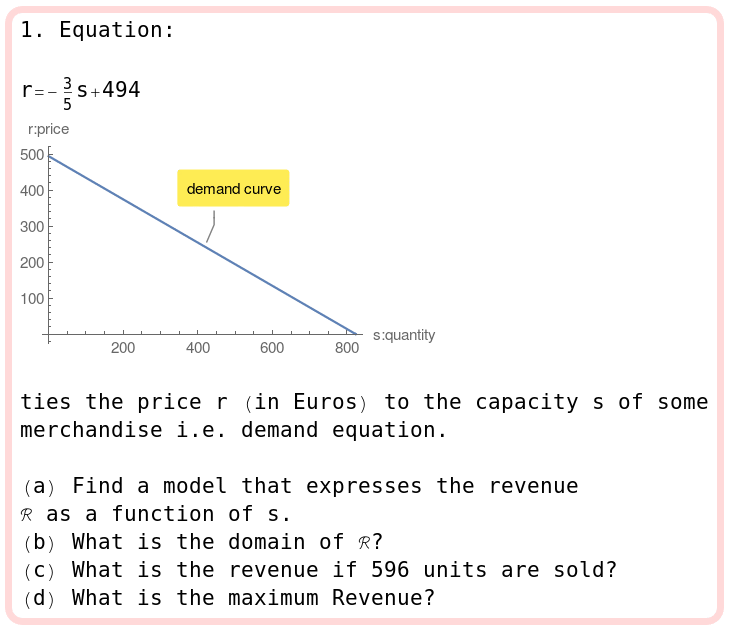 1. Equation:
r=-3/5 s+494
r:price
500
400
300
200
100
demand curve
200 400 600 800 s:quantity
ties the price r (in Euros) to the capacity s of some
merchandise i.e. demand equation.
(a) Find a model that expresses the revenue
ℛ as a function of s.
(b) What is the domain of ℛ?
(c) What is the revenue if 596 units are sold?
(d) What is the maximum Revenue?